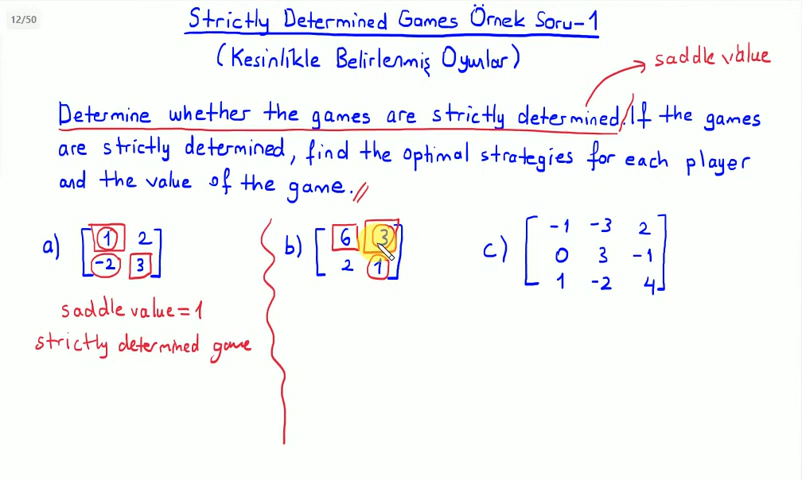 12/50
Strictly Determined Games Örnek Soru-1
(Kesinlikle Belirlenmiş Oyunlar)
saddle value
Determine whether the games are strictly determined. If the games
are strictly determined, find the optimal strategies for each player
and the value of the game.
a) [1 2
-2 3]
saddle value = 1
strictly determined game
b) [6 3
2 1]
c) [-1 -3 2
0 3 -1
1 -2 4]